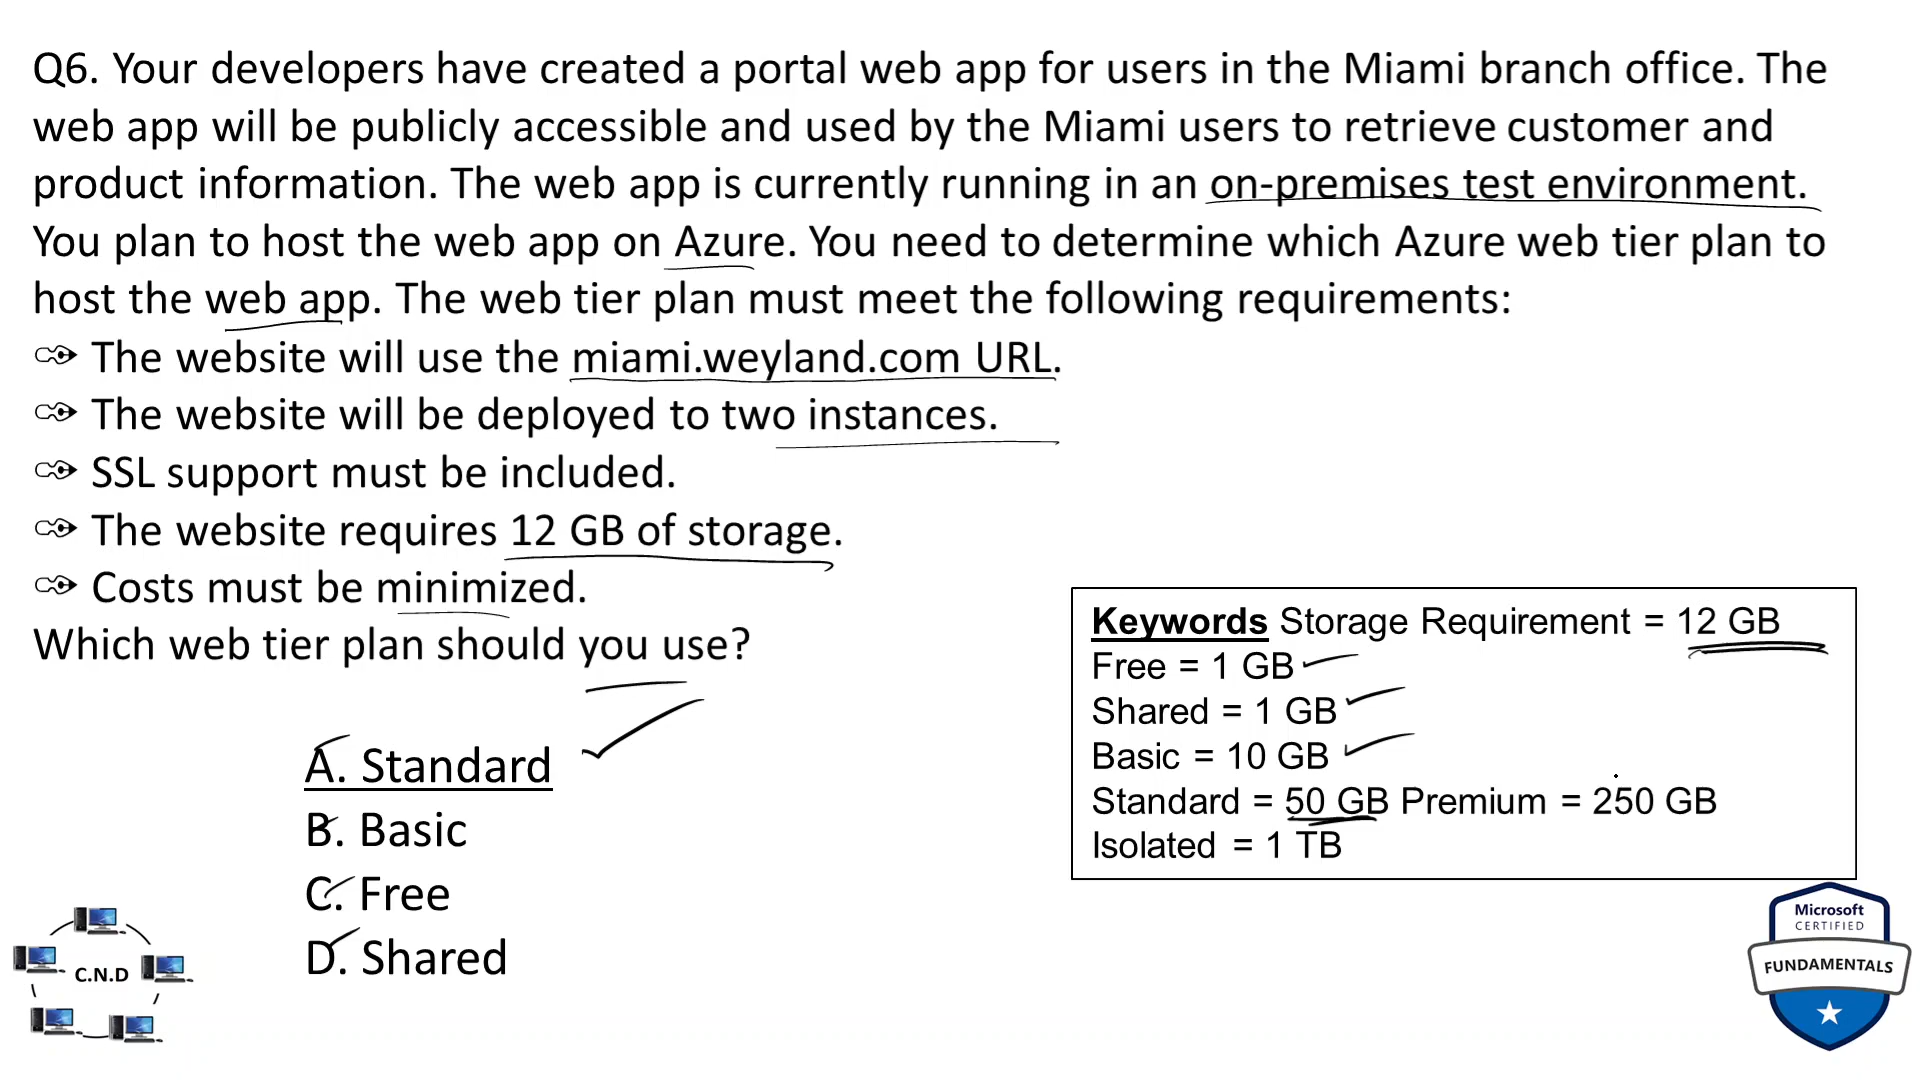 Q6. Your developers have created a portal web app for users in the Miami branch office. The
web app will be publicly accessible and used by the Miami users to retrieve customer and
product information. The web app is currently running in an on-premises test environment.
You plan to host the web app on Azure. You need to determine which Azure web tier plan to
host the web app. The web tier plan must meet the following requirements:
The website will use the miami.weyland.com URL.
The website will be deployed to two instances.
SSL support must be included.
The website requires 12 GB of storage.
Costs must be minimized.
Which web tier plan should you use?
A. Standard
B. Basic
C. Free
D. Shared
Keywords Storage Requirement = 12 GB
Free = 1 GB
Shared = 1 GB
Basic = 10 GB
Standard = 50 GB Premium = 250 GB
Isolated = 1 TB
C.N.D
Microsoft
CERTIFIED
FUNDAMENTALS